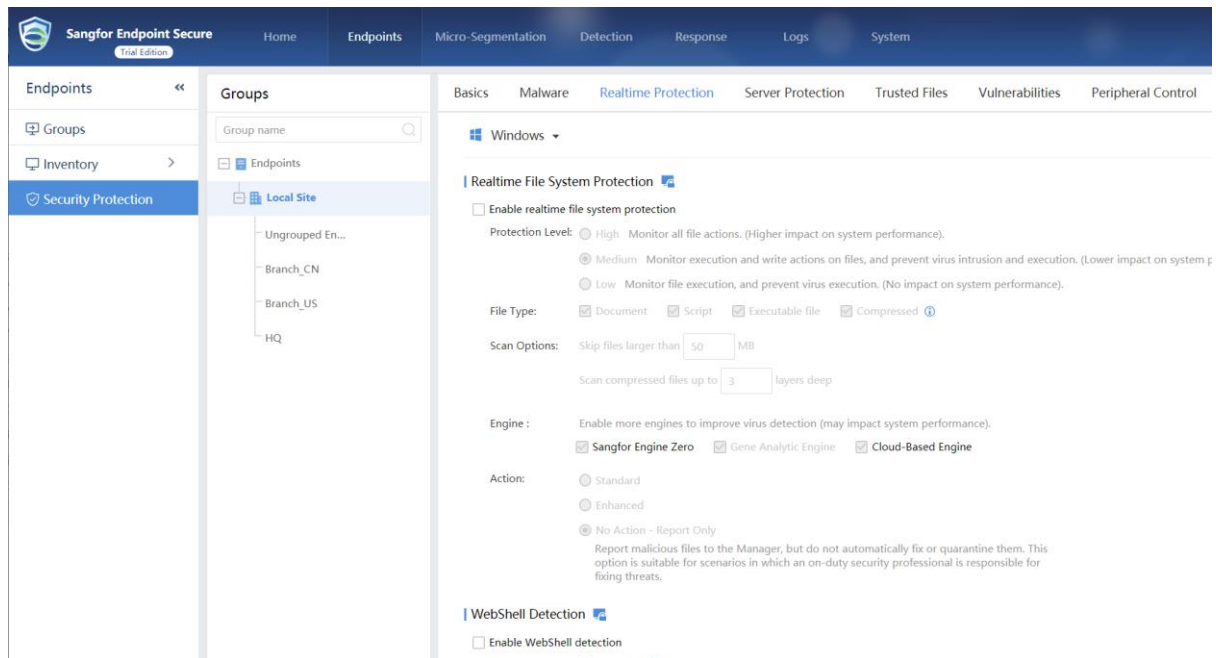 Sangfor Endpoint Secure
Trial Edition
Home
Endpoints
Micro-Segmentation
Detection
Response
Logs
System
Endpoints
Groups
Inventory
Security Protection
Groups
Group name
Endpoints
Local Site
Ungrouped En...
Branch_CN
Branch_US
HQ
Basics
Malware
Realtime Protection
Server Protection
Trusted Files
Vulnerabilities
Peripheral Control
Windows
Realtime File System Protection
Enable realtime file system protection
Protection Level: High Monitor all file actions. (Higher impact on system performance).
Medium Monitor execution and write actions on files, and prevent virus intrusion and execution. (Lower impact on system p
Low Monitor file execution, and prevent virus execution. (No impact on system performance).
File Type: Document Script Executable file Compressed
Scan Options: Skip files larger than 50 MB
Scan compressed files up to 3 layers deep
Engine : Enable more engines to improve virus detection (may impact system performance).
Sangfor Engine Zero Gene Analytic Engine Cloud-Based Engine
Action: Standard
Enhanced
No Action - Report Only
Report malicious files to the Manager, but do not automatically fix or quarantine them. This
option is suitable for scenarios in which an on-duty security professional is responsible for
fixing threats.
WebShell Detection
Enable WebShell detection